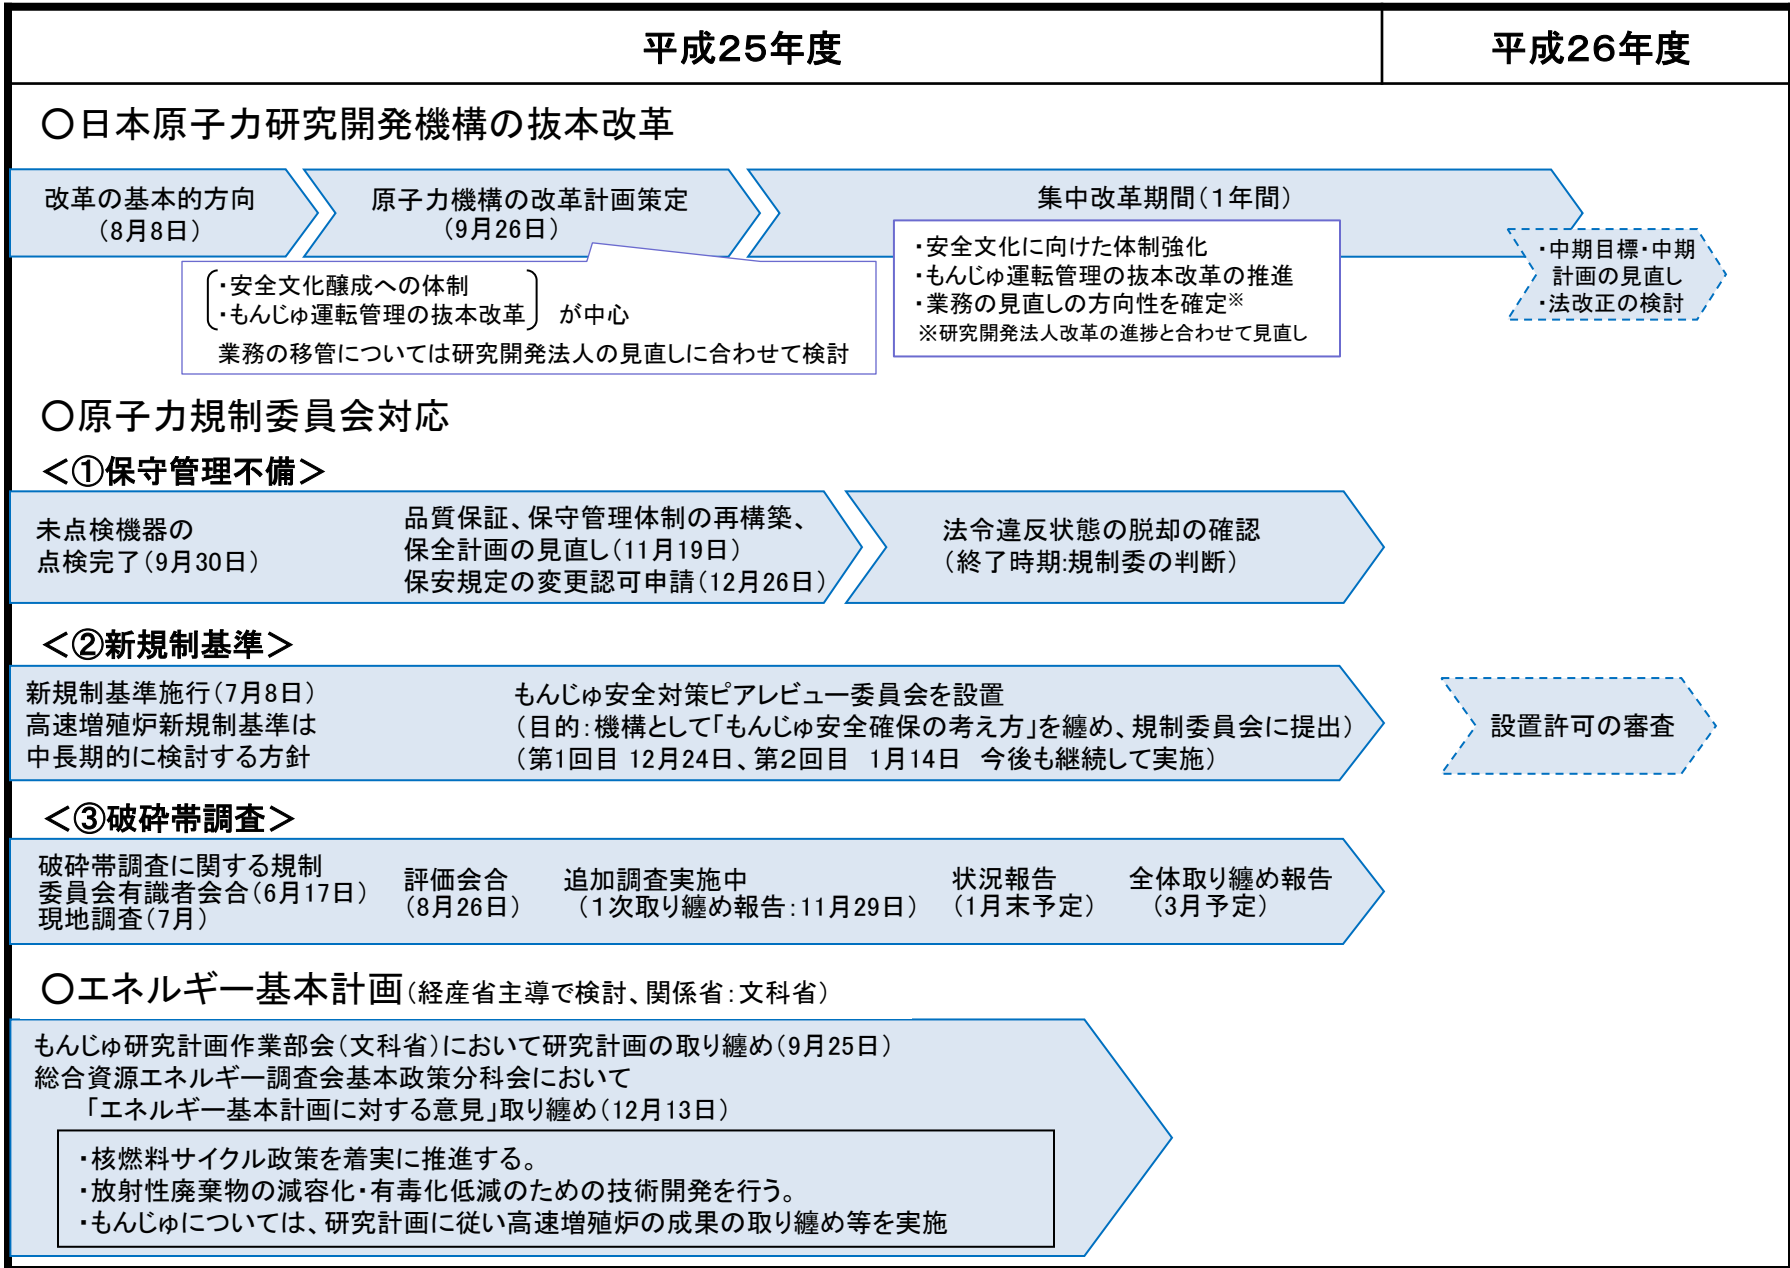 平成25年度
平成26年度
○日本原子力研究開発機構の抜本改革
改革の基本的方向
(8月8日)
原子力機構の改革計画策定
(9月26日)
集中改革期間(1年間)
・安全文化醸成への体制
・もんじゅ運転管理の抜本改革
が中心
業務の移管については研究開発法人の見直しに合わせて検討
・安全文化に向けた体制強化
・もんじゅ運転管理の抜本改革の推進
・業務の見直しの方向性を確定※
※研究開発法人改革の進捗と合わせて見直し
・中期目標・中期
計画の見直し
・法改正の検討
○原子力規制委員会対応
<①保守管理不備>
未点検機器の
点検完了(9月30日)
品質保証、保守管理体制の再構築、
保全計画の見直し(11月19日)
保安規定の変更認可申請(12月26日)
法令違反状態の脱却の確認
(終了時期:規制委の判断)
<②新規制基準>
新規制基準施行(7月8日)
高速増殖炉新規制基準は
中長期的に検討する方針
もんじゅ安全対策ピアレビュー委員会を設置
(目的:機構として「もんじゅ安全確保の考え方」を纏め、規制委員会に提出)
(第1回目 12月24日、第2回目 1月14日 今後も継続して実施)
設置許可の審査
<③破砕帯調査>
破砕帯調査に関する規制
委員会有識者会合(6月17日)
現地調査(7月)
評価会合
(8月26日)
追加調査実施中
(1次取り纏め報告:11月29日)
状況報告
(1月末予定)
全体取り纏め報告
(3月予定)
○エネルギー基本計画(経産省主導で検討、関係省:文科省)
もんじゅ研究計画作業部会(文科省)において研究計画の取り纏め(9月25日)
総合資源エネルギー調査会基本政策分科会において
「エネルギー基本計画に対する意見」取り纏め(12月13日)
・核燃料サイクル政策を着実に推進する。
・放射性廃棄物の減容化・有毒化低減のための技術開発を行う。
・もんじゅについては、研究計画に従い高速増殖炉の成果の取り纏め等を実施